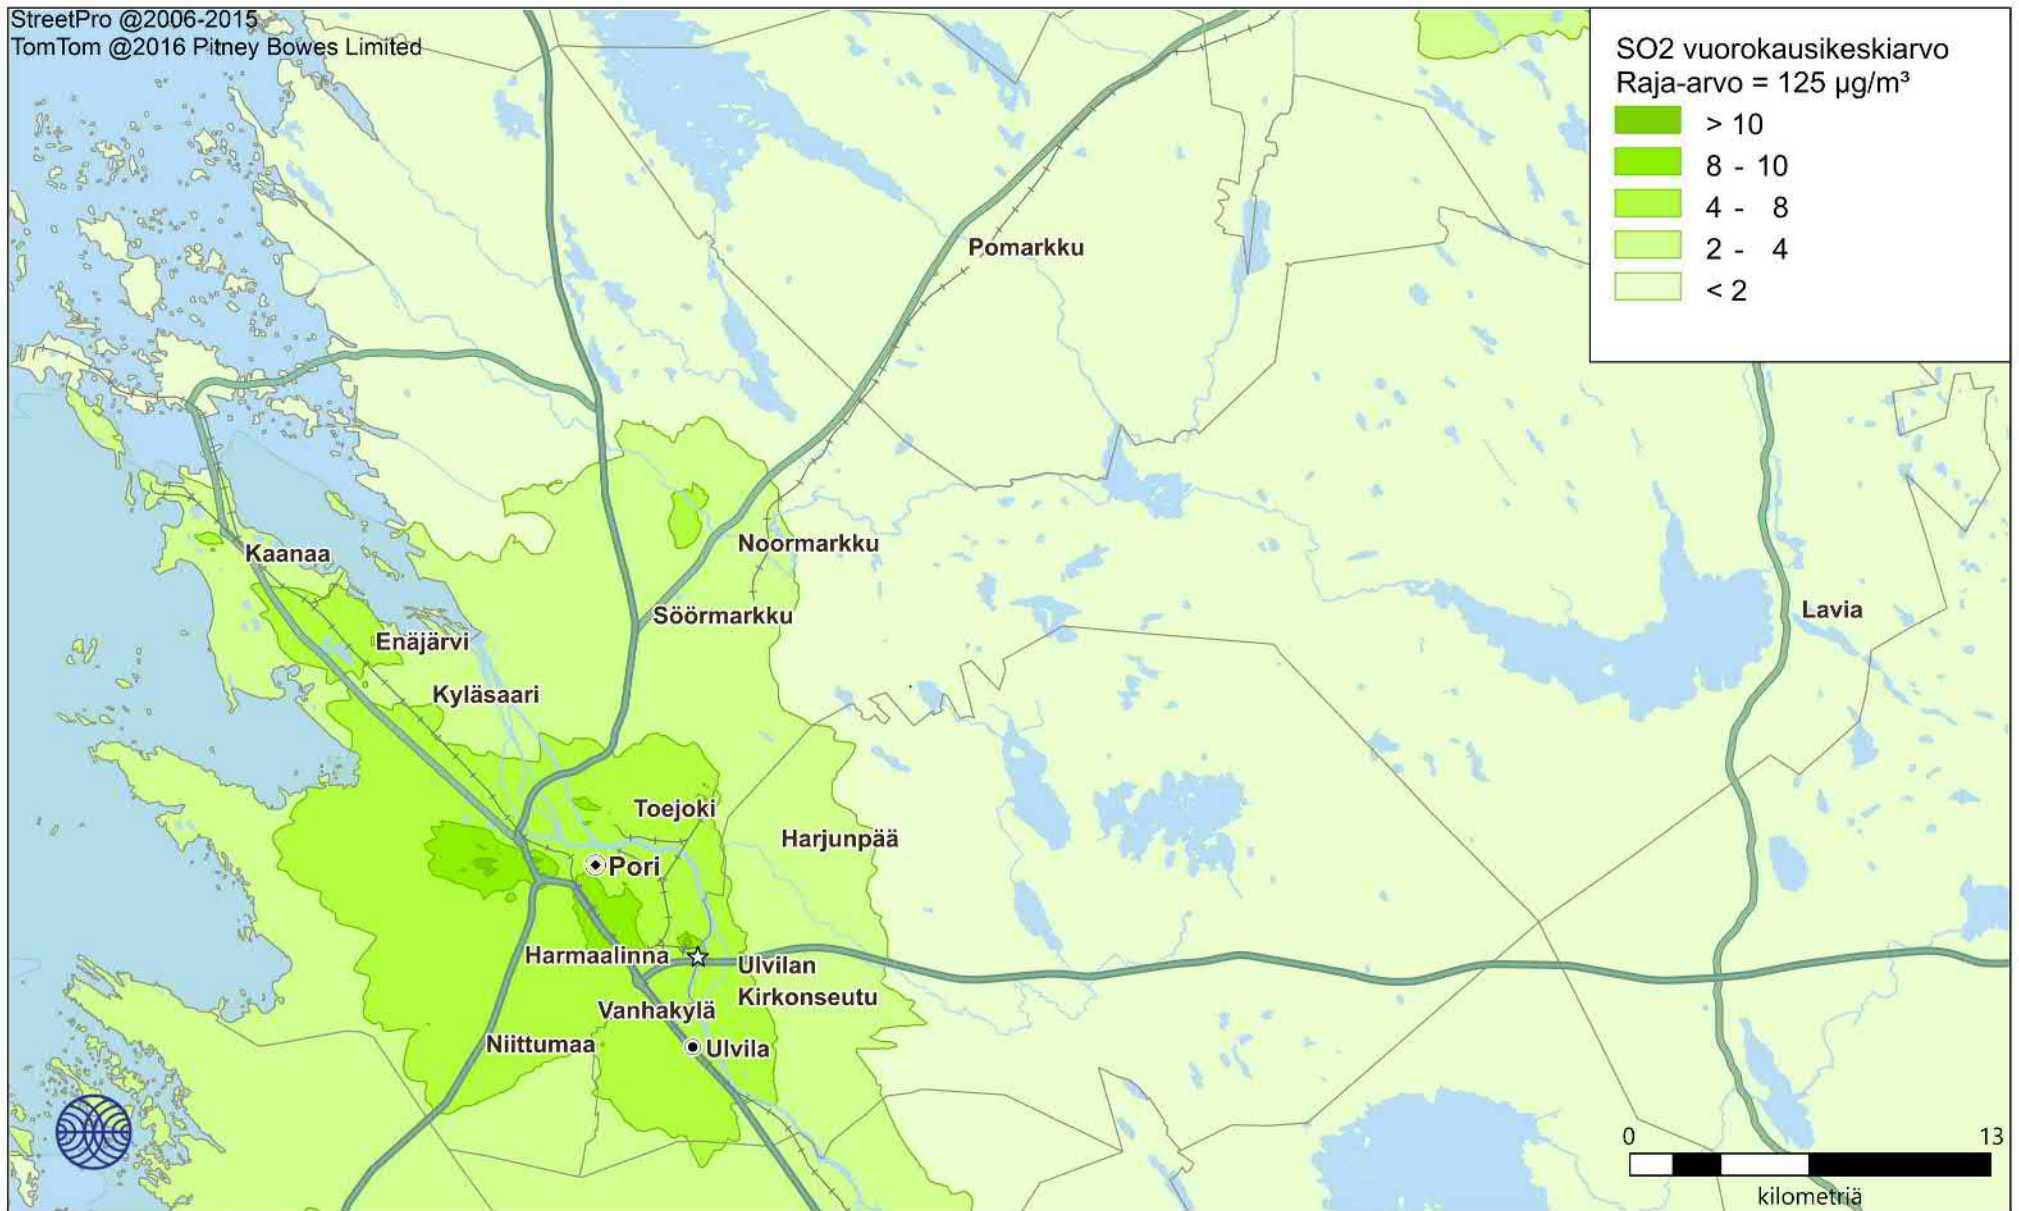 StreetPro @2006-2015
TomTom @2016 Pitney Bowes Limited
SO2 vuorokausikeskiarvo
Raja-arvo = 125 µg/m³
> 10
8 - 10
4 - 8
2 - 4
< 2
Pomarkku
Noormarkku
Kaanaa
Söörmarkku
Lavia
Enäjärvi
Kyläsaari
Toejoki
Harjunpää
Pori
Harmaalinna
Ulvilan
Kirkonseutu
Vanhakylä
Niittumaa
Ulvila
0 13
kilometriä